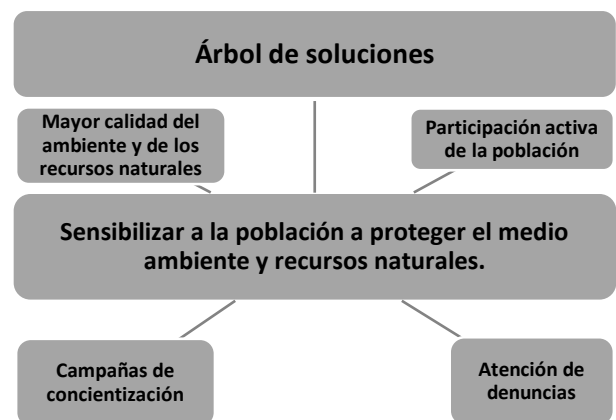 Árbol de soluciones
Mayor calidad del
ambiente y de los
recursos naturales
Participación activa
de la población
Sensibilizar a la población a proteger el medio
ambiente y recursos naturales.
Campañas de
concientización
Atención de
denuncias